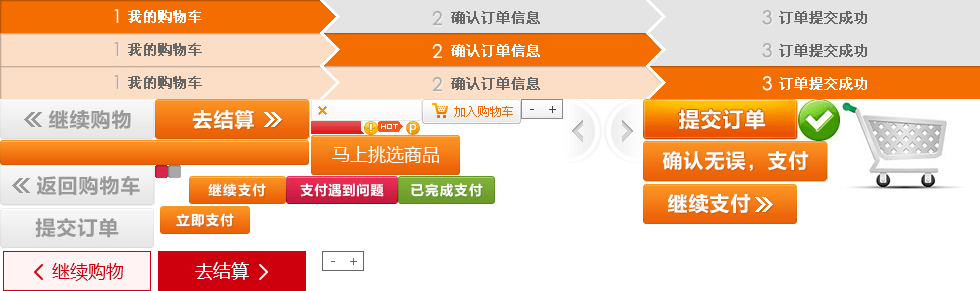 1 我的购物车 2 确认订单信息 3 订单提交成功
1 我的购物车 2 确认订单信息 3 订单提交成功
1 我的购物车 2 确认订单信息 3 订单提交成功
« 继续购物 去结算 » × 加入购物车 - + < > 提交订单
! HOT P
马上挑选商品 确认无误，支付
« 返回购物车 继续支付 支付遇到问题 已完成支付 继续支付 »
提交订单 立即支付
< 继续购物 去结算 > - +